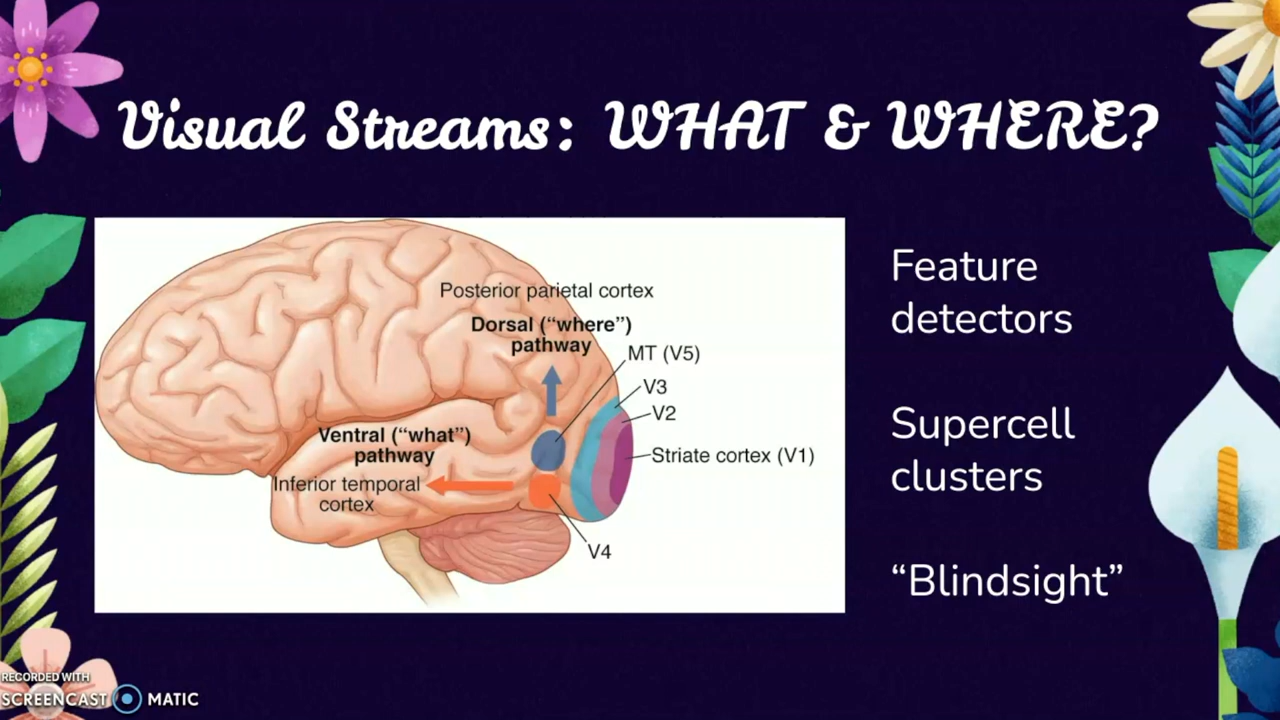 Visual Streams: WHAT & WHERE?
Posterior parietal cortex
Dorsal (“where”)
pathway
MT (V5)
V3
V2
Ventral (“what”)
pathway
Striate cortex (V1)
Inferior temporal
cortex
V4
Feature
detectors
Supercell
clusters
“Blindsight”
RECORDED WITH
SCREENCAST MATIC